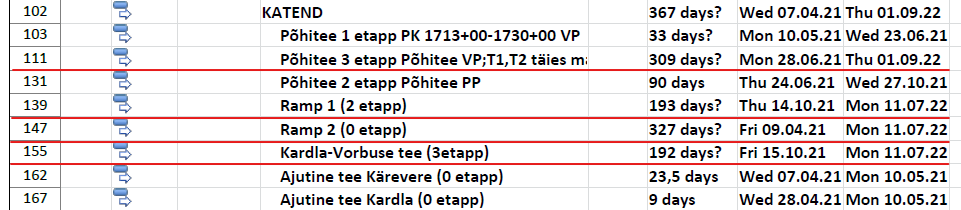 102 KATEND 367 days? Wed 07.04.21 Thu 01.09.22
103 Põhitee 1 etapp PK 1713+00-1730+00 VP 33 days? Mon 10.05.21 Wed 23.06.21
111 Põhitee 3 etapp Põhitee VP;T1,T2 täies 309 days? Mon 28.06.21 Thu 01.09.22
131 Põhitee 2 etapp Põhitee PP 90 days Thu 24.06.21 Wed 27.10.21
139 Ramp 1 (2 etapp) 193 days? Thu 14.10.21 Mon 11.07.22
147 Ramp 2 (0 etapp) 327 days? Fri 09.04.21 Mon 11.07.22
155 Kardla-Vorbuse tee (3etapp) 192 days? Fri 15.10.21 Mon 11.07.22
162 Ajutine tee Kärevere (0 etapp) 23,5 days Wed 07.04.21 Mon 10.05.21
167 Ajutine tee Kardla (0 etapp) 9 days Wed 28.04.21 Mon 10.05.21